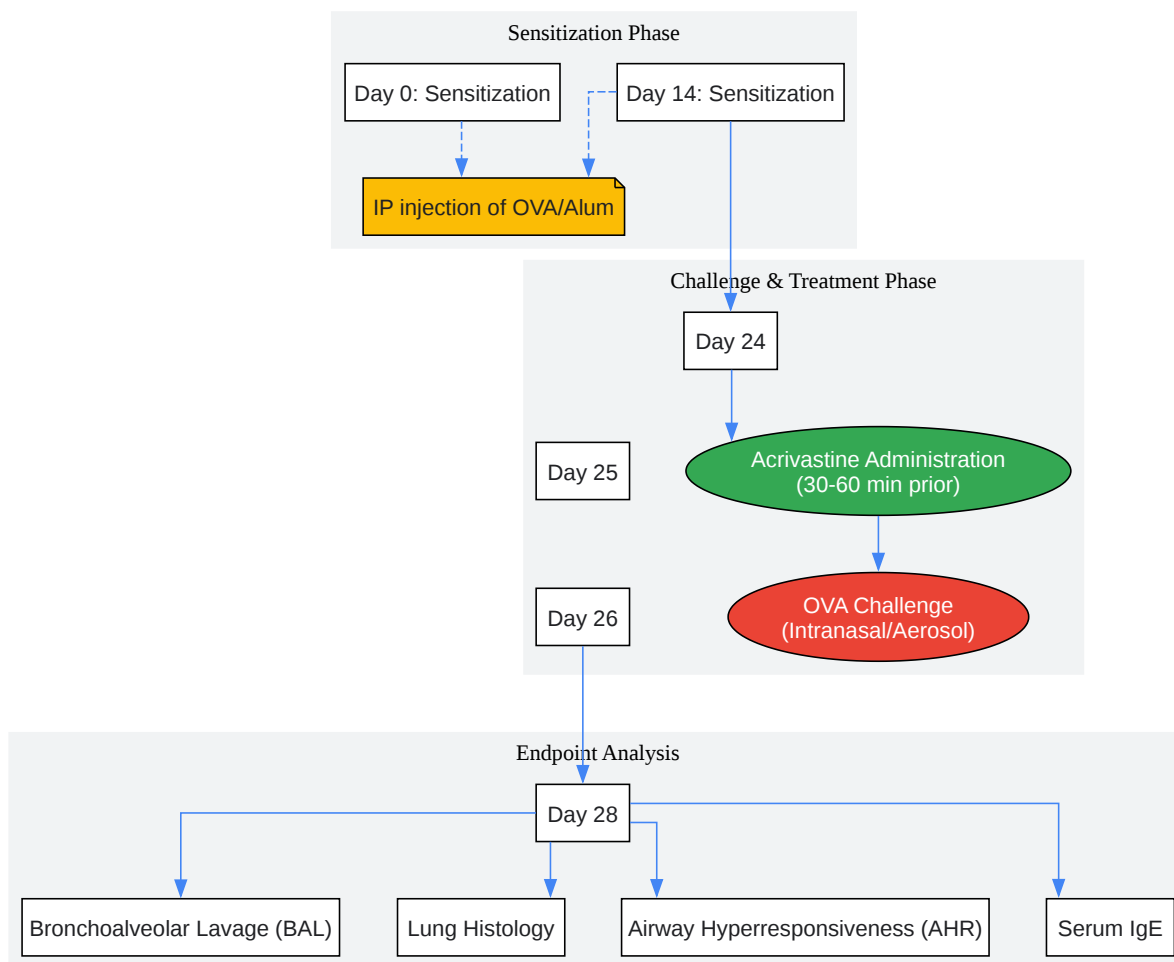 Sensitization Phase
Day 0: Sensitization
Day 14: Sensitization
IP injection of OVA/Alum
Challenge & Treatment Phase
Day 24
Day 25
Acrivastine Administration
(30-60 min prior)
Day 26
OVA Challenge
(Intranasal/Aerosol)
Endpoint Analysis
Day 28
Bronchoalveolar Lavage (BAL)
Lung Histology
Airway Hyperresponsiveness (AHR)
Serum IgE